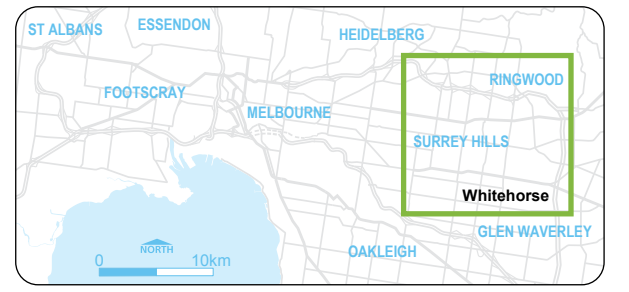 ST ALBANS
ESSENDON
HEIDELBERG
RINGWOOD
FOOTSCRAY
MELBOURNE
SURREY HILLS
Whitehorse
GLEN WAVERLEY
OAKLEIGH
NORTH
0 10km